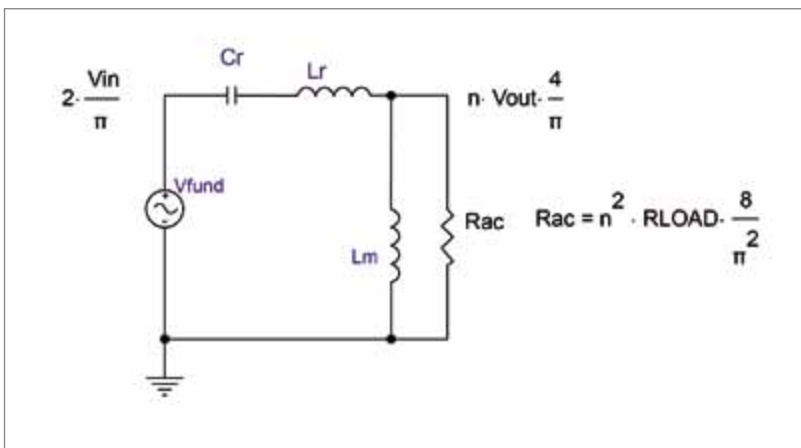 Cr
Lr
2· Vin/π
n· Vout· 4/π
Vfund
Lm
Rac
Rac = n² · RLOAD· 8/π²